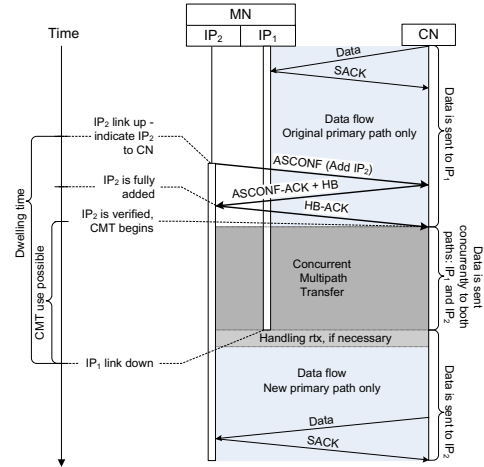 MN
IP2 IP1 CN
Time
Data
SACK
Data flow
Original primary path only
Data is sent to IP1
IP2 link up -
indicate IP2
to CN
ASCONF (Add IP2)
IP2 is fully
added
ASCONF-ACK + HB
HB-ACK
IP2 is verified,
CMT begins
Dwelling time
CMT use possible
Concurrent
Multipath
Transfer
Data is sent
concurrently to both
paths: IP1 and IP2
Handling rtx, if necessary
IP1 link down
Data flow
New primary path only
Data
SACK
Data is sent to IP2